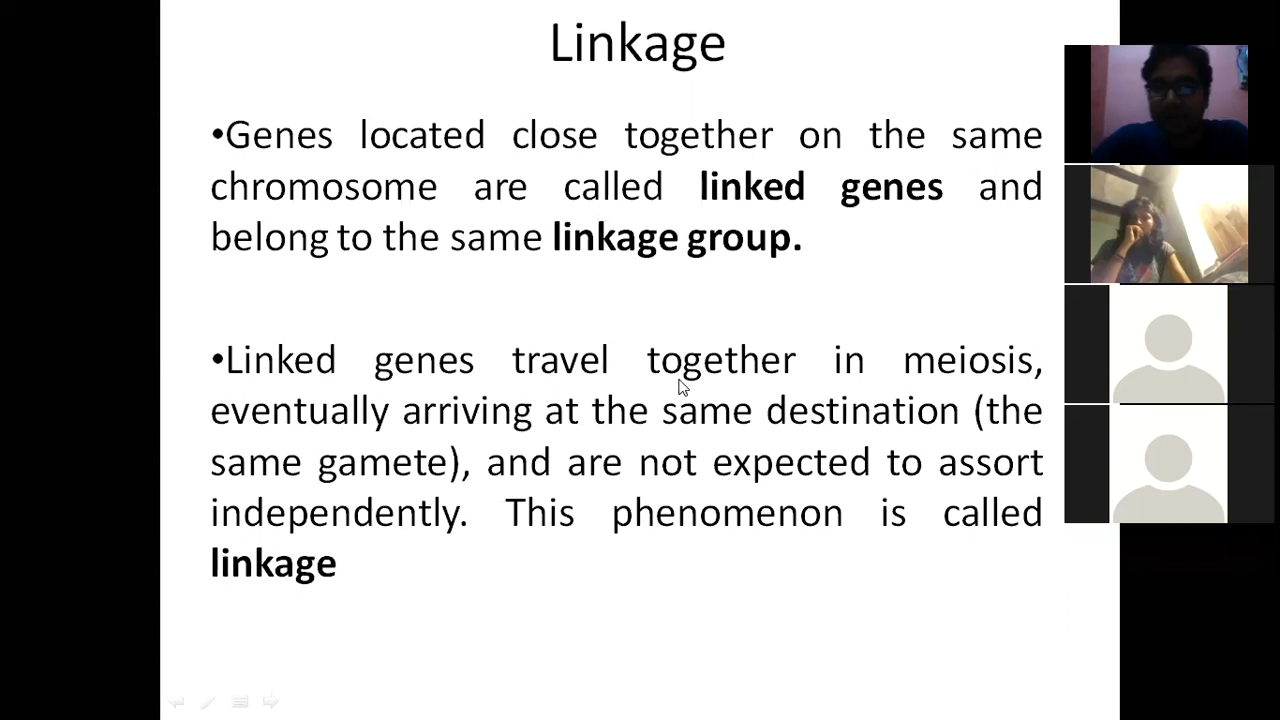 Linkage
•Genes located close together on the same
chromosome are called linked genes and
belong to the same linkage group.
•Linked genes travel together in meiosis,
eventually arriving at the same destination (the
same gamete), and are not expected to assort
independently. This phenomenon is called
linkage